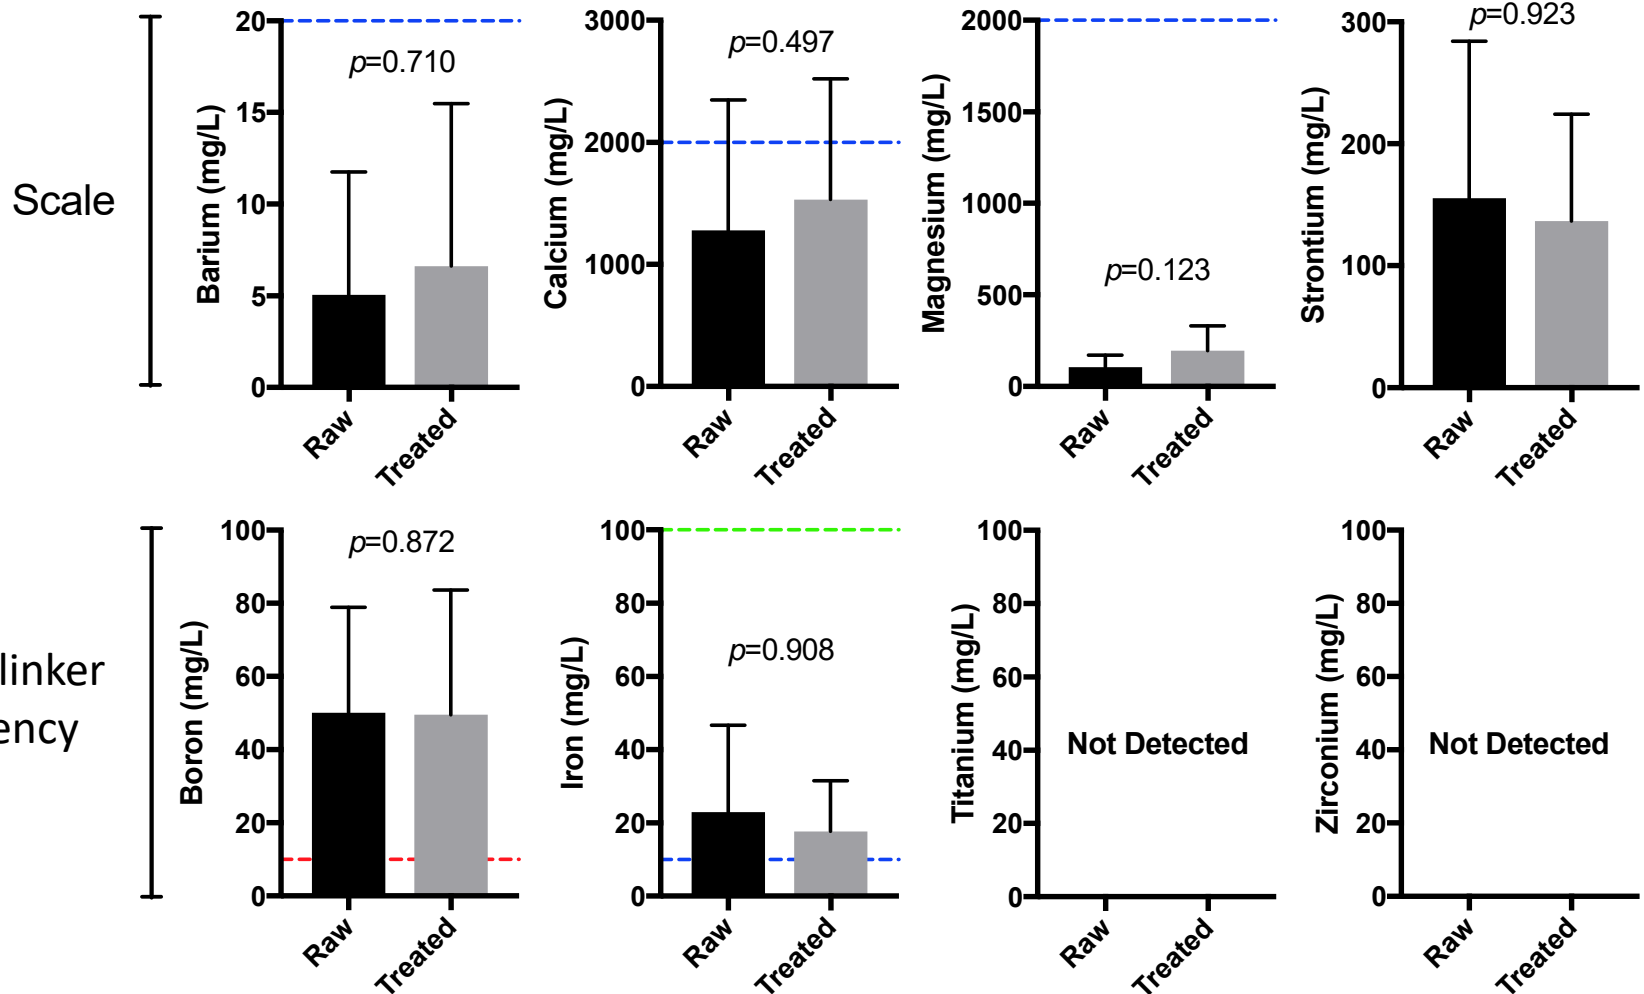 Scale
Barium (mg/L)
20
15
10
5
0
p=0.710
Raw
Treated
Calcium (mg/L)
3000
2000
1000
0
p=0.497
Raw
Treated
Magnesium (mg/L)
2000
1500
1000
500
0
p=0.123
Raw
Treated
Strontium (mg/L)
300
200
100
0
p=0.923
Raw
Treated
linker
ency
Boron (mg/L)
100
80
60
40
20
0
p=0.872
Raw
Treated
Iron (mg/L)
100
80
60
40
20
0
p=0.908
Raw
Treated
Titanium (mg/L)
100
80
60
40
20
0
Not Detected
Raw
Treated
Zirconium (mg/L)
100
80
60
40
20
0
Not Detected
Raw
Treated